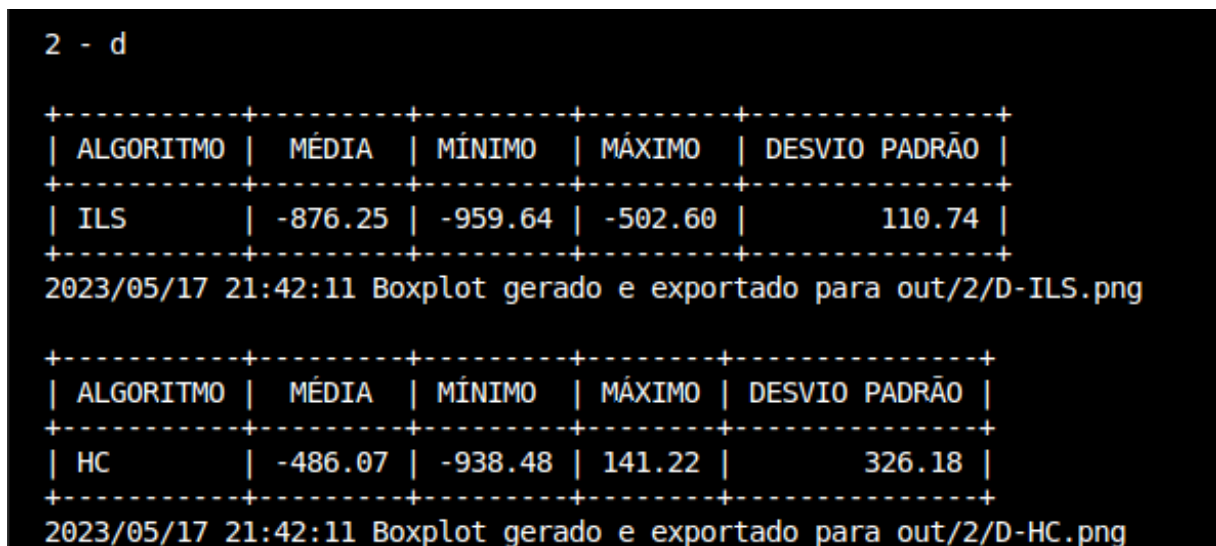 2 - d
+-----------+---------+---------+---------+---------------+
| ALGORITMO |  MÉDIA  | MÍNIMO  | MÁXIMO  | DESVIO PADRÃO |
+-----------+---------+---------+---------+---------------+
| ILS       | -876.25 | -959.64 | -502.60 |        110.74 |
+-----------+---------+---------+---------+---------------+
2023/05/17 21:42:11 Boxplot gerado e exportado para out/2/D-ILS.png
+-----------+---------+---------+--------+---------------+
| ALGORITMO |  MÉDIA  | MÍNIMO  | MÁXIMO | DESVIO PADRÃO |
+-----------+---------+---------+--------+---------------+
| HC        | -486.07 | -938.48 | 141.22 |        326.18 |
+-----------+---------+---------+--------+---------------+
2023/05/17 21:42:11 Boxplot gerado e exportado para out/2/D-HC.png